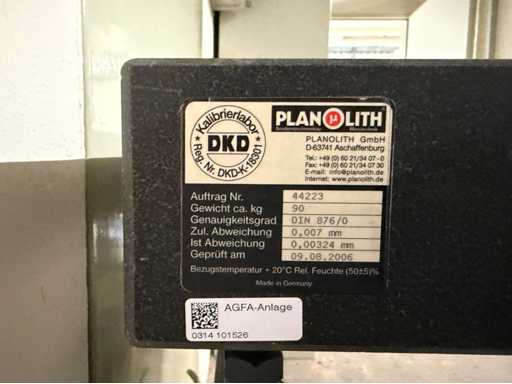 Kalibrierlabor
DKD
Reg. Nr. DKD-K-18301
PLANOLITH
PLANOLITH GmbH
D-63741 Aschaffenburg
Tel.: +49 (0) 60 21/34 07-0
Fax: +49 (0) 60 21/34 07 30
E-mail: info@planolith.de
Internet: www.planolith.de
Auftrag Nr. 44223
Gewicht ca. kg 90
Genauigkeitsgrad DIN 876/0
Zul. Abweichung 0,007 mm
Ist Abweichung 0,00324 mm
Geprüft am 09.08.2006
Bezugstemperatur + 20°C Rel. Feuchte (50±5)%
Made in Germany
AGFA-Anlage
0314 101526